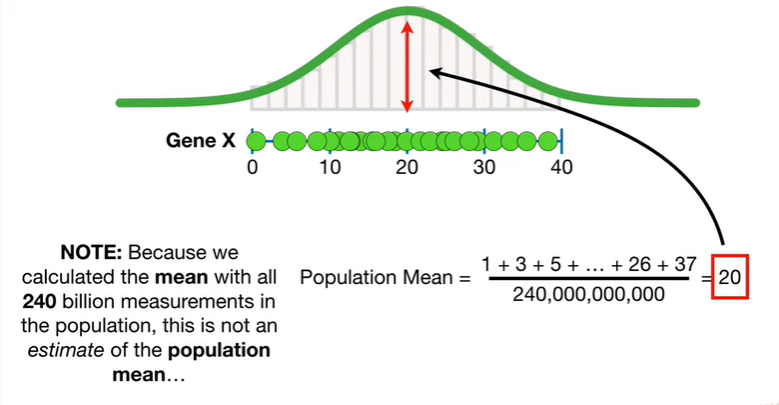 Gene X
0 10 20 30 40
NOTE: Because we
calculated the mean with all
240 billion measurements in
the population, this is not an
estimate of the population
mean…
Population Mean =
1 + 3 + 5 + … + 26 + 37
240,000,000,000
= 20